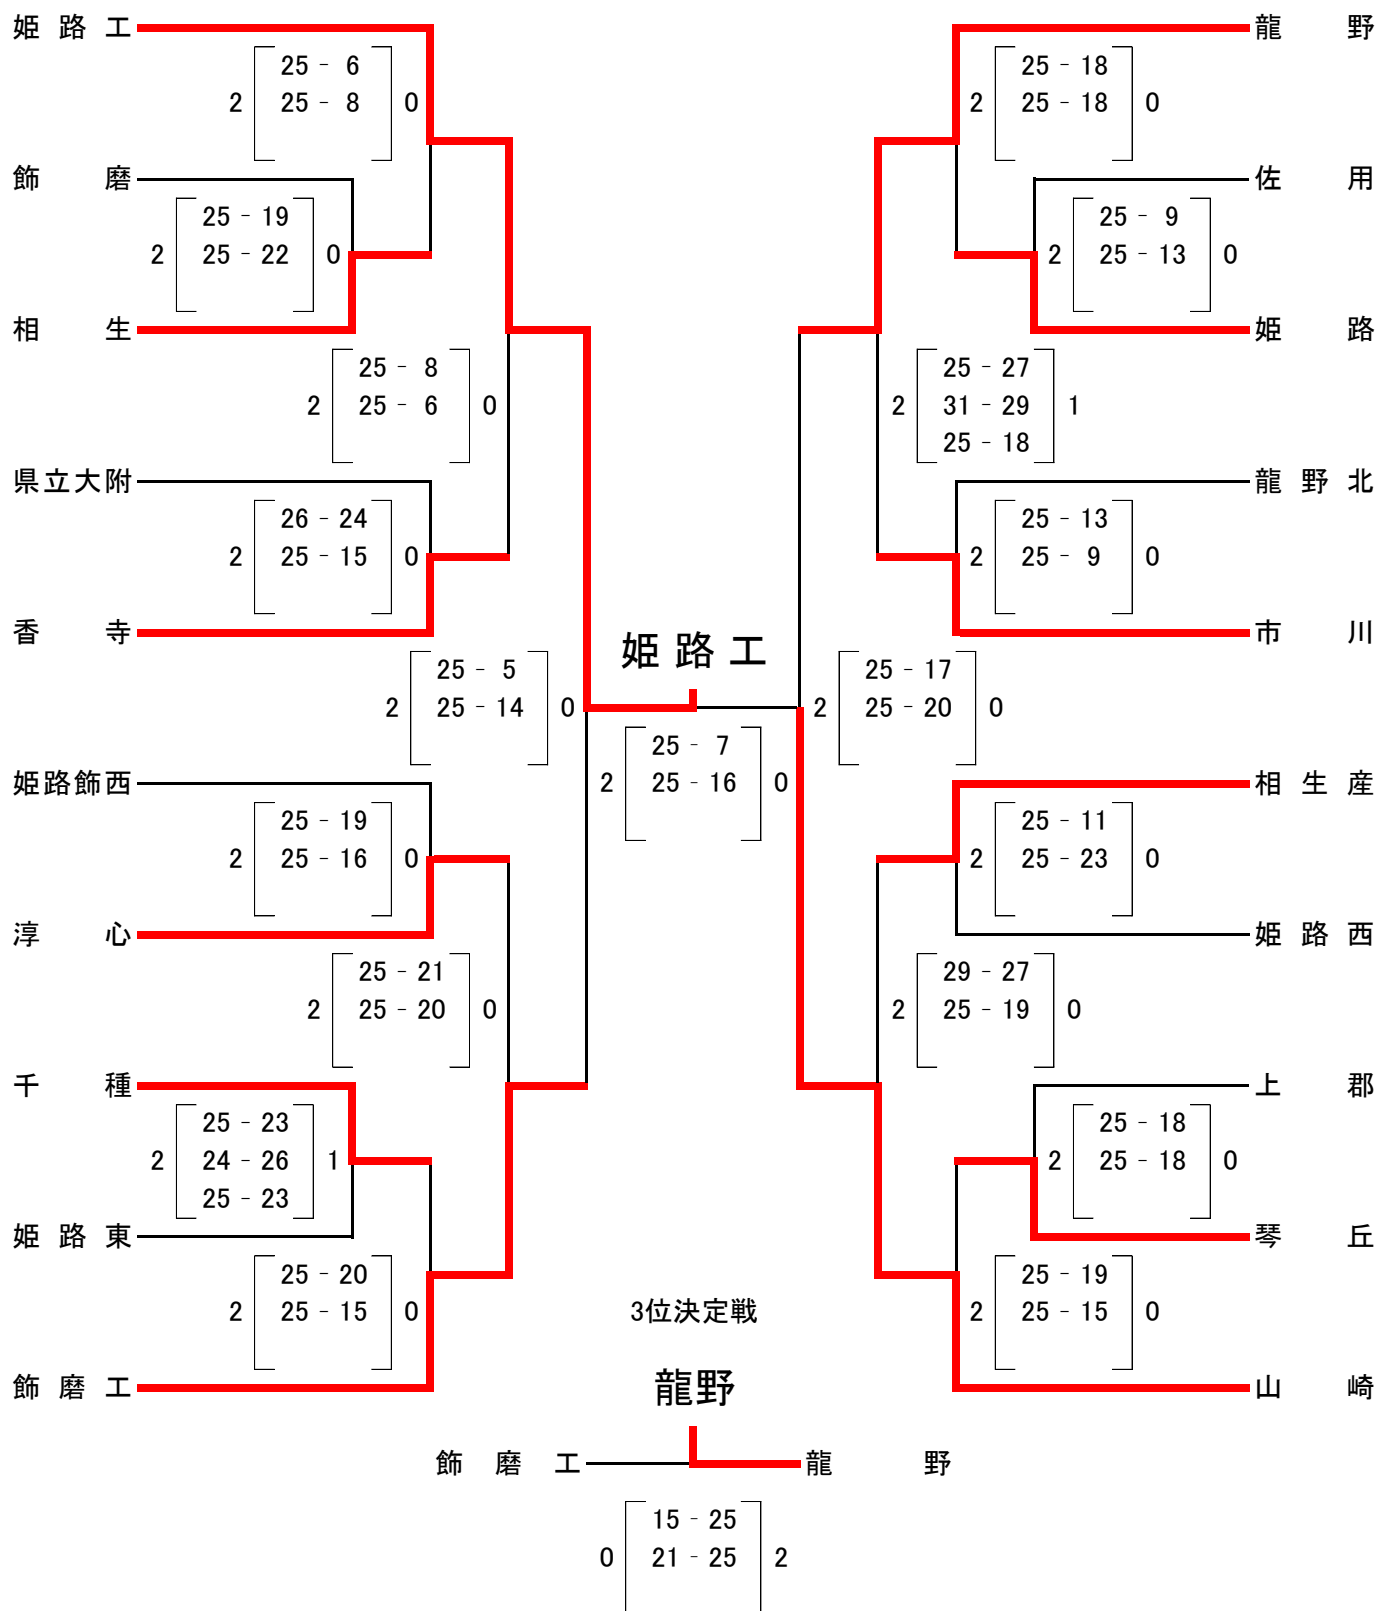 姫路工
龍野
25 - 6
2 25 - 8 0
25 - 18
2 25 - 18 0
飾磨
佐用
25 - 19
2 25 - 22 0
25 - 9
2 25 - 13 0
相生
姫路
25 - 8
2 25 - 6 0
25 - 27
2 31 - 29 1
25 - 18
県立大附
龍野北
26 - 24
2 25 - 15 0
25 - 13
2 25 - 9 0
香寺
姫路工
市川
25 - 5
2 25 - 14 0
25 - 17
2 25 - 20 0
25 - 7
2 25 - 16 0
姫路飾西
相生産
25 - 19
2 25 - 16 0
25 - 11
2 25 - 23 0
淳心
姫路西
25 - 21
2 25 - 20 0
29 - 27
2 25 - 19 0
千種
上郡
25 - 23
2 24 - 26 1
25 - 23
25 - 18
2 25 - 18 0
姫路東
琴丘
25 - 20
2 25 - 15 0
3位決定戦
25 - 19
2 25 - 15 0
飾磨工
龍野
山崎
飾磨工
龍野
15 - 25
0 21 - 25 2